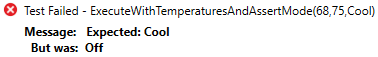 Test Failed - ExecuteWithTemperaturesAndAssertMode(68,75,Cool)
Message: Expected: Cool
But was: Off